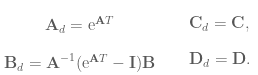 𝐀_d = e^{𝐀T}    𝐂_d = 𝐂,
𝐁_d = 𝐀^{−1}(e^{𝐀T} − 𝐈)𝐁    𝐃_d = 𝐃.